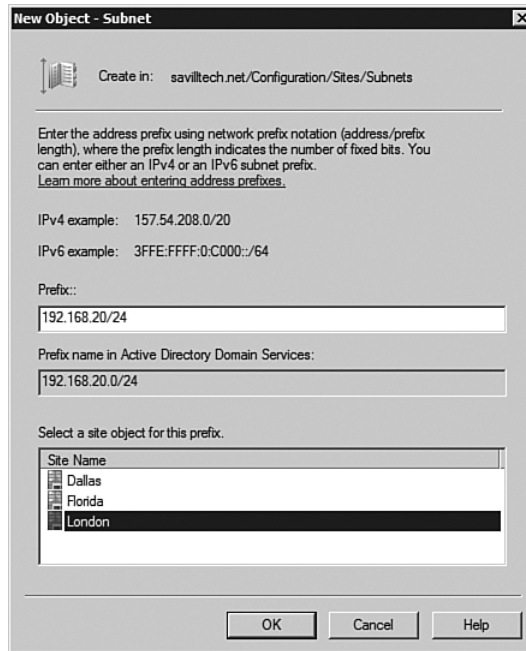 New Object - Subnet
Create in: savilltech.net/Configuration/Sites/Subnets
Enter the address prefix using network prefix notation (address/prefix
length), where the prefix length indicates the number of fixed bits. You
can enter either an IPv4 or an IPv6 subnet prefix.
Learn more about entering address prefixes.
IPv4 example: 157.54.208.0/20
IPv6 example: 3FFE:FFFF:0:C000::/64
Prefix::
192.168.20/24
Prefix name in Active Directory Domain Services:
192.168.20.0/24
Select a site object for this prefix.
Site Name
Dallas
Florida
London
OK Cancel Help